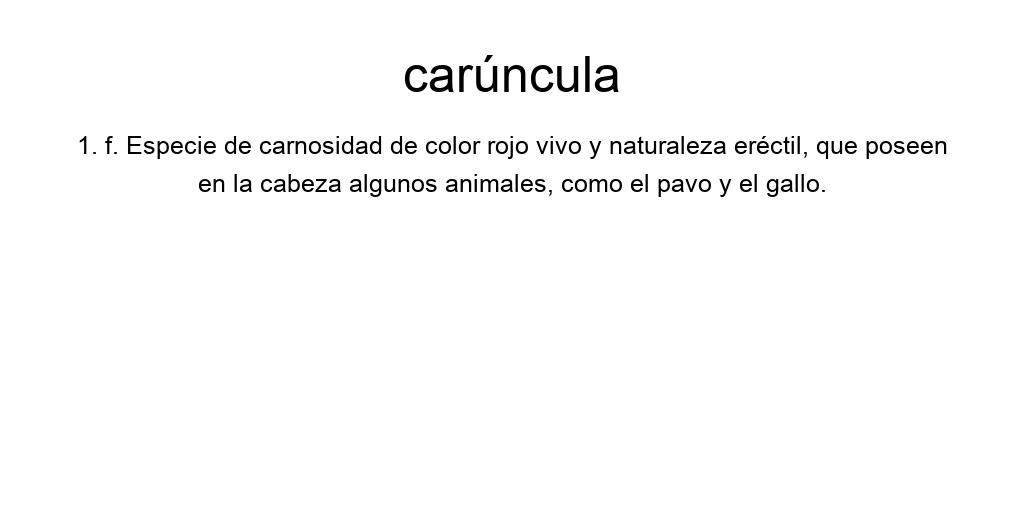 carúncula
1. f. Especie de carnosidad de color rojo vivo y naturaleza eréctil, que poseen
en la cabeza algunos animales, como el pavo y el gallo.